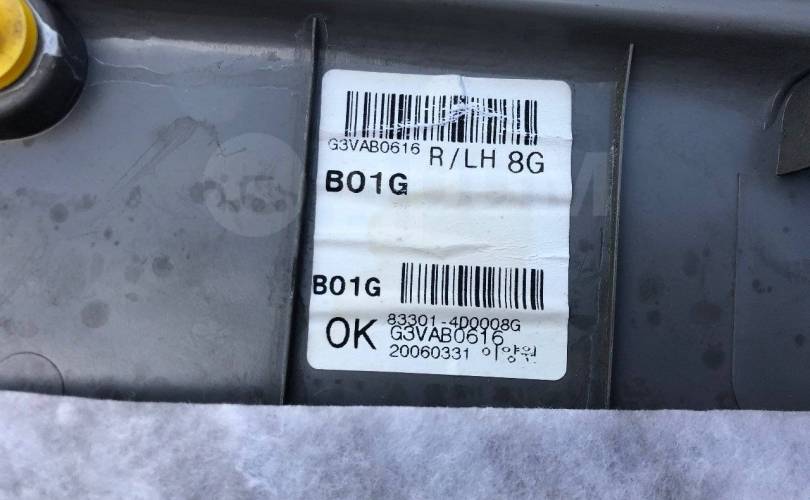 G3VAB0616 R/LH 8G
B01G
B01G
83301-4D0008G
OK G3VAB0616
20060331 이양원